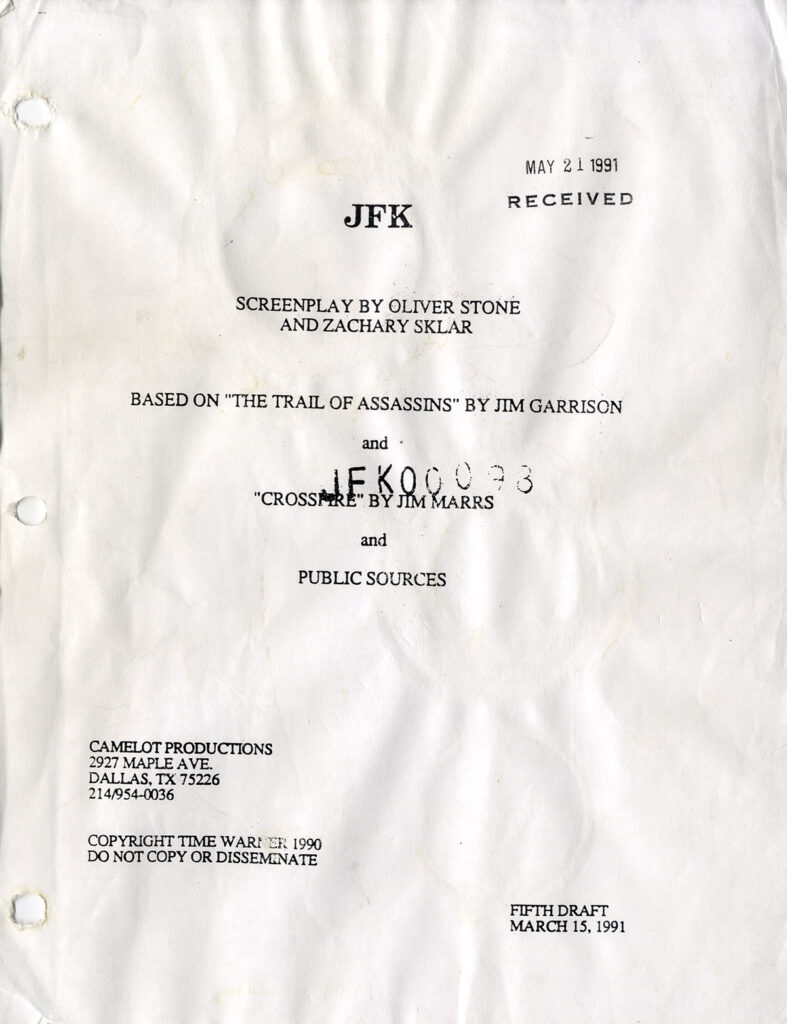 MAY 21 1991
RECEIVED
JFK
SCREENPLAY BY OLIVER STONE
AND ZACHARY SKLAR
BASED ON "THE TRAIL OF ASSASSINS" BY JIM GARRISON
and
JFK00093
"CROSSFIRE" BY JIM MARRS
and
PUBLIC SOURCES
CAMELOT PRODUCTIONS
2927 MAPLE AVE.
DALLAS, TX 75226
214/954-0036
COPYRIGHT TIME WARNER 1990
DO NOT COPY OR DISSEMINATE
FIFTH DRAFT
MARCH 15, 1991